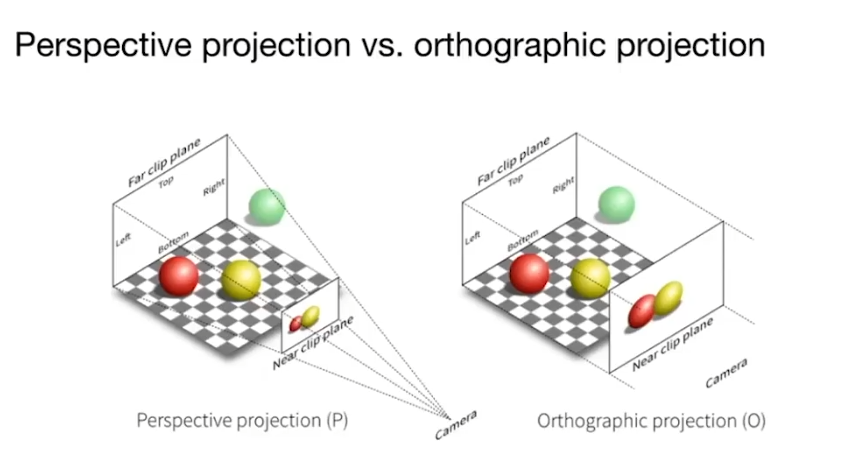 Perspective projection vs. orthographic projection
Far clip plane
Top
Right
Left
Bottom
Near clip plane
Camera
Perspective projection (P)
Far clip plane
Top
Right
Left
Bottom
Near clip plane
Camera
Orthographic projection (O)